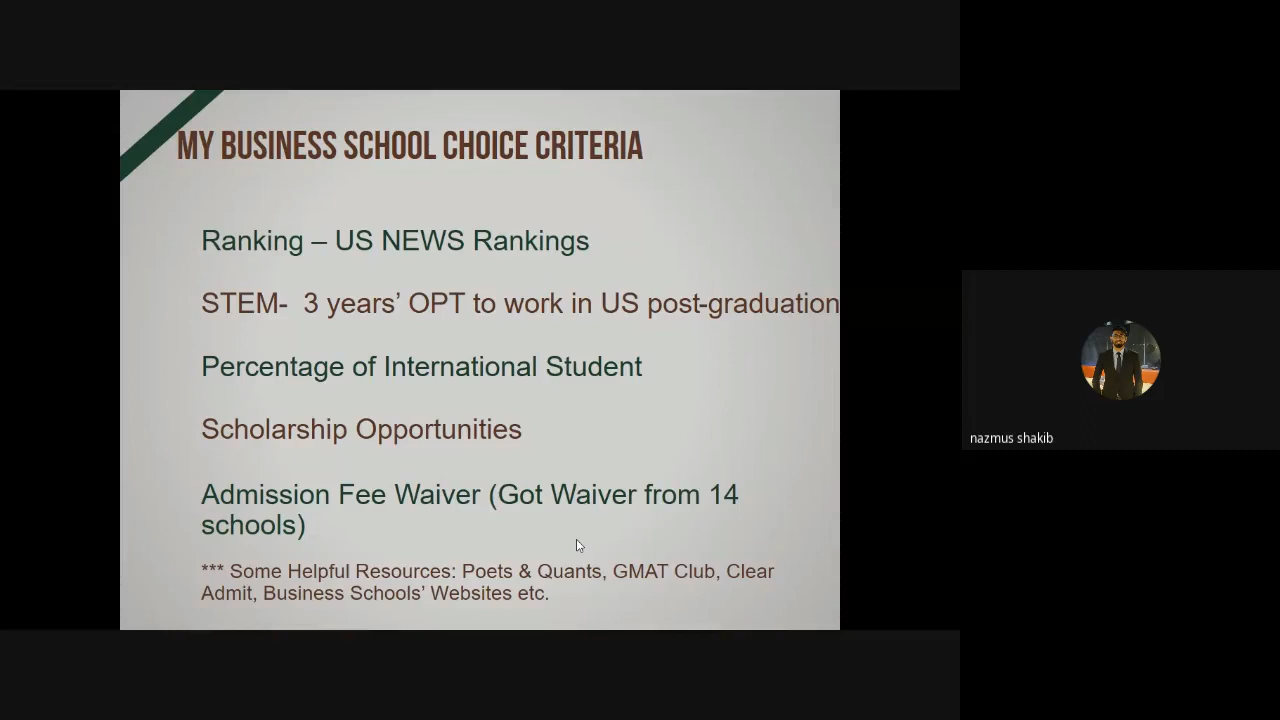 MY BUSINESS SCHOOL CHOICE CRITERIA
Ranking – US NEWS Rankings
STEM-  3 years’ OPT to work in US post-graduation
Percentage of International Student
Scholarship Opportunities
Admission Fee Waiver (Got Waiver from 14
schools)
*** Some Helpful Resources: Poets & Quants, GMAT Club, Clear
Admit, Business Schools’ Websites etc.
nazmus shakib